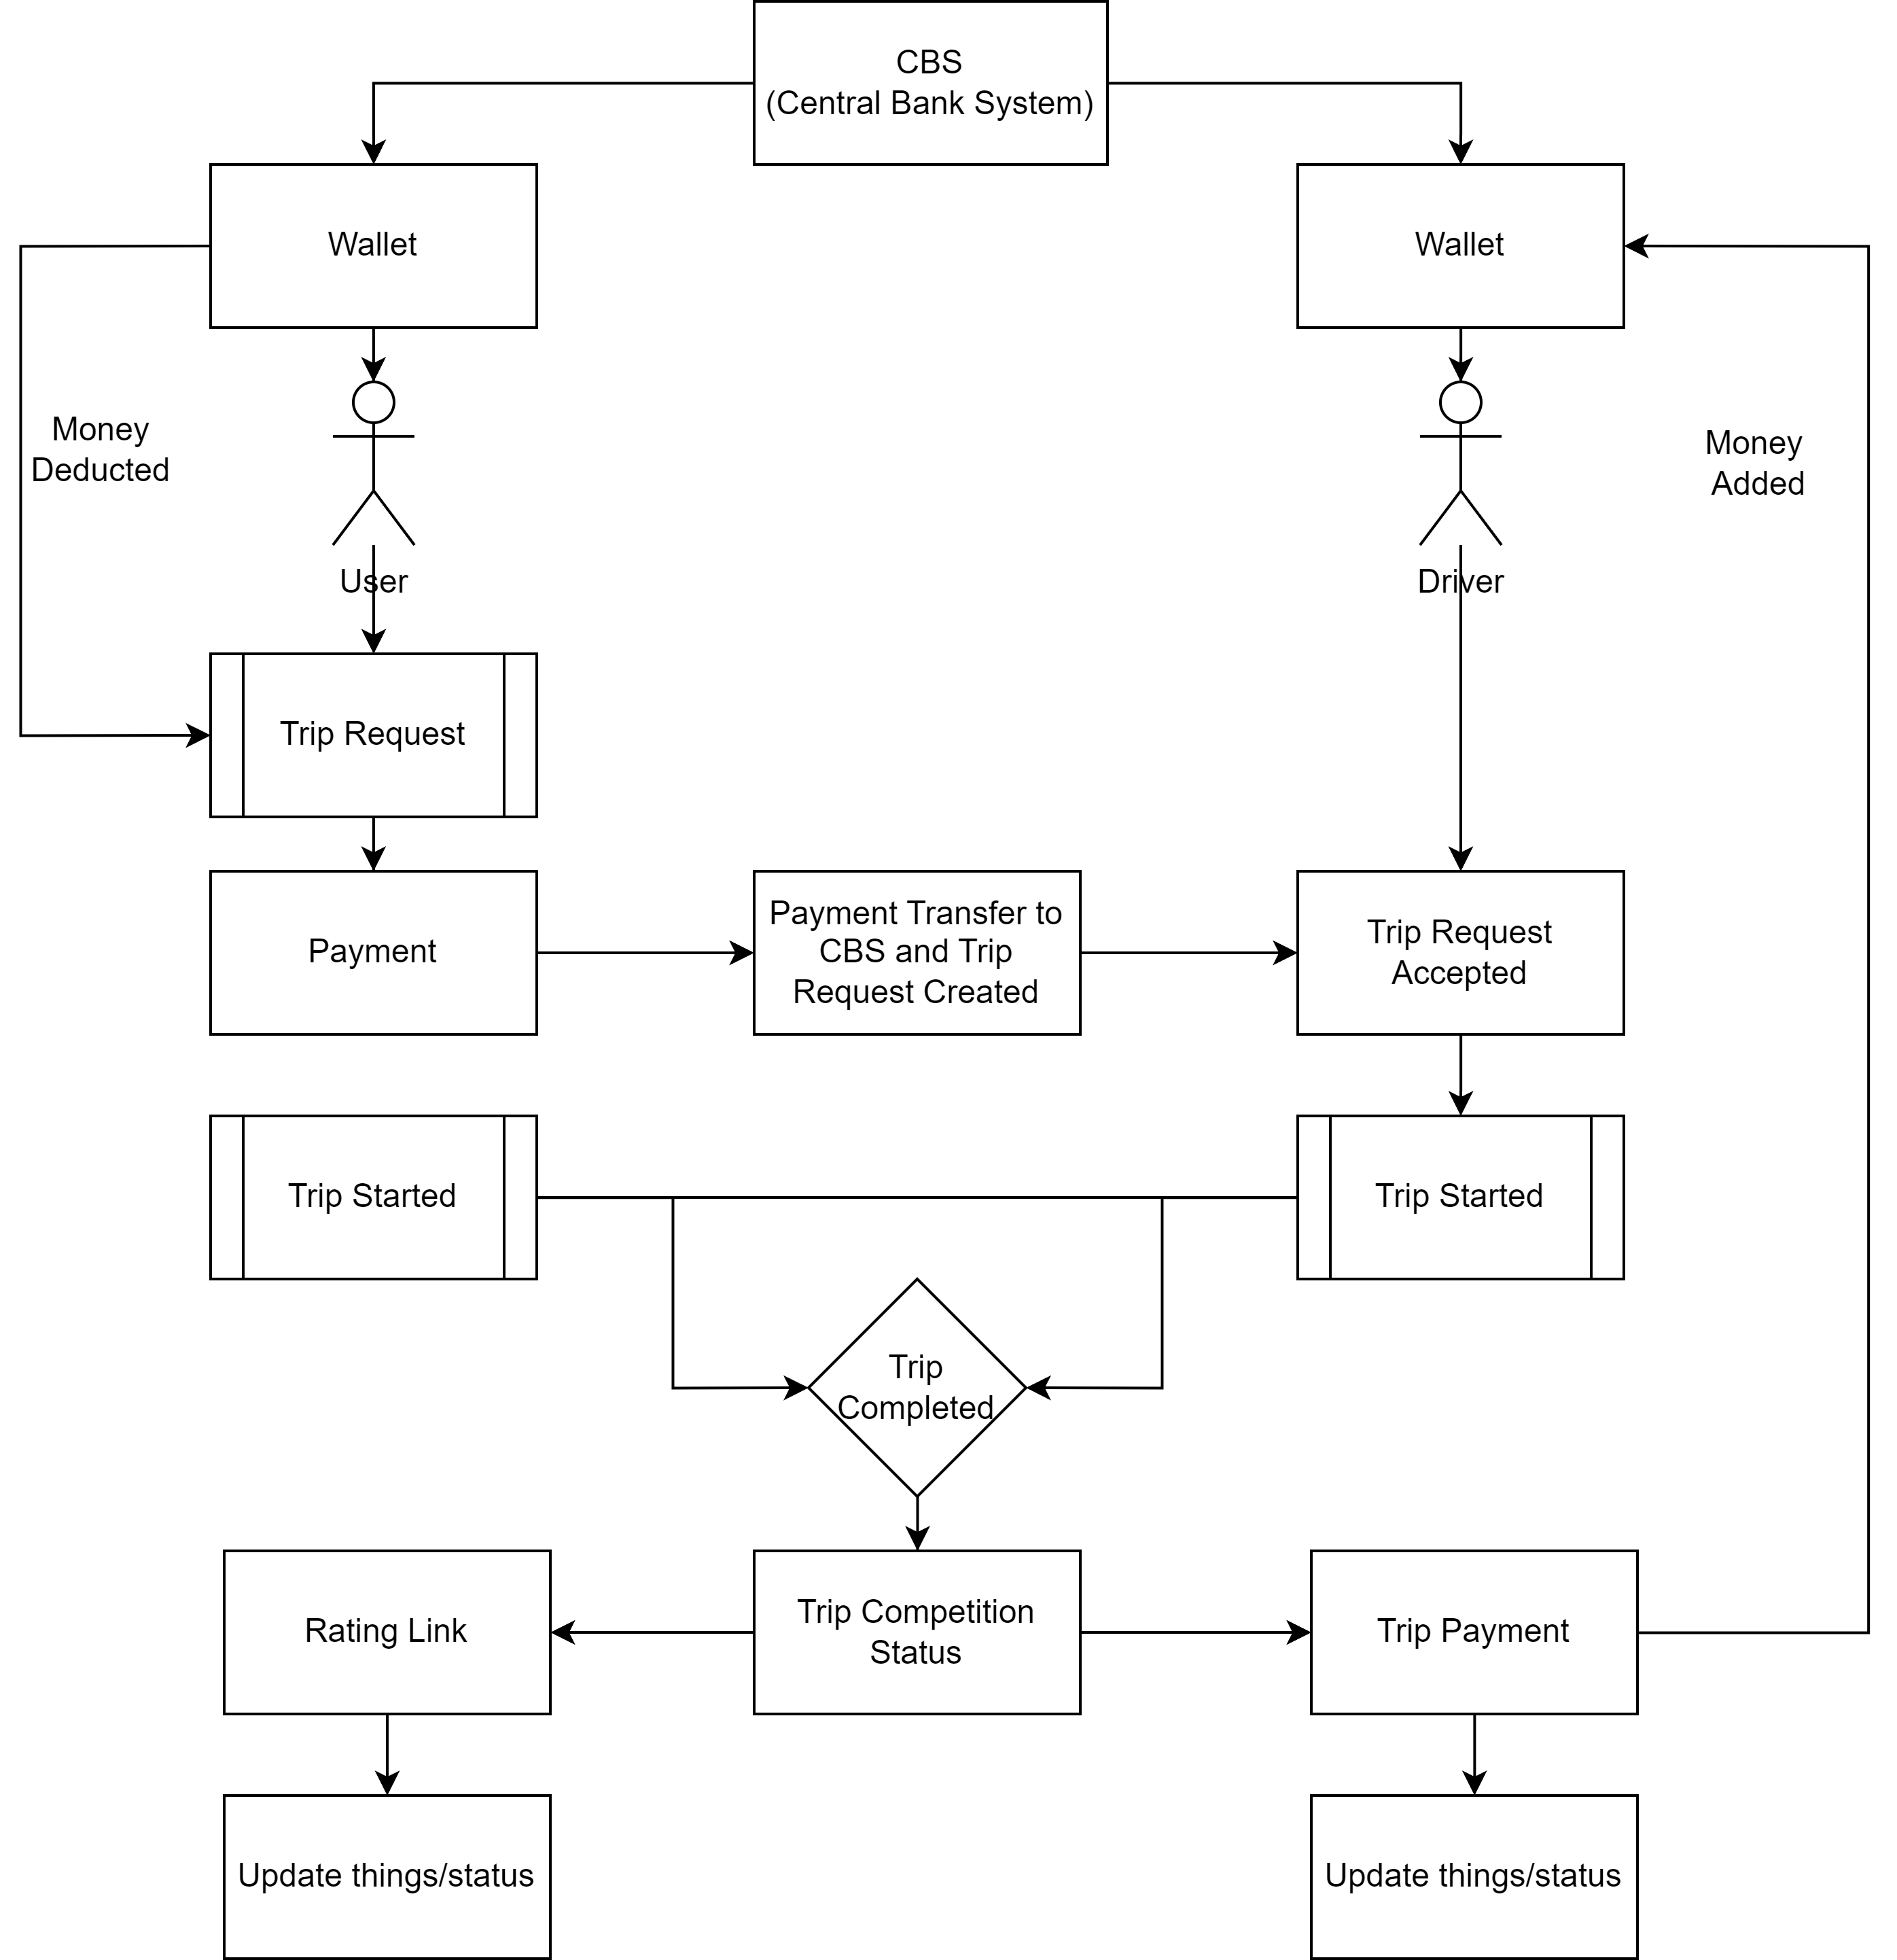 CBS
(Central Bank System)
Wallet
Wallet
Money
Deducted
Money
Added
User
Driver
Trip Request
Payment
Payment Transfer to
CBS and Trip
Request Created
Trip Request
Accepted
Trip Started
Trip Started
Trip
Completed
Rating Link
Trip Competition
Status
Trip Payment
Update things/status
Update things/status